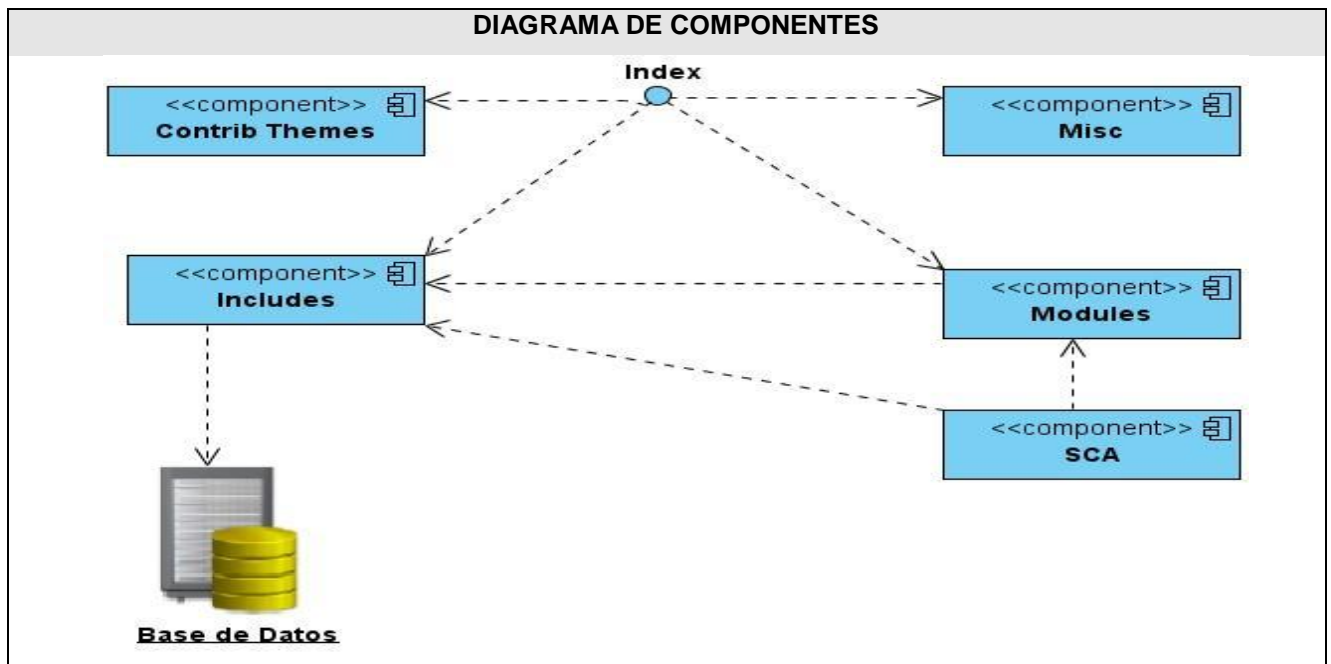 DIAGRAMA DE COMPONENTES
Index
<<component>>
Contrib Themes
<<component>>
Misc
<<component>>
Includes
<<component>>
Modules
<<component>>
SCA
Base de Datos